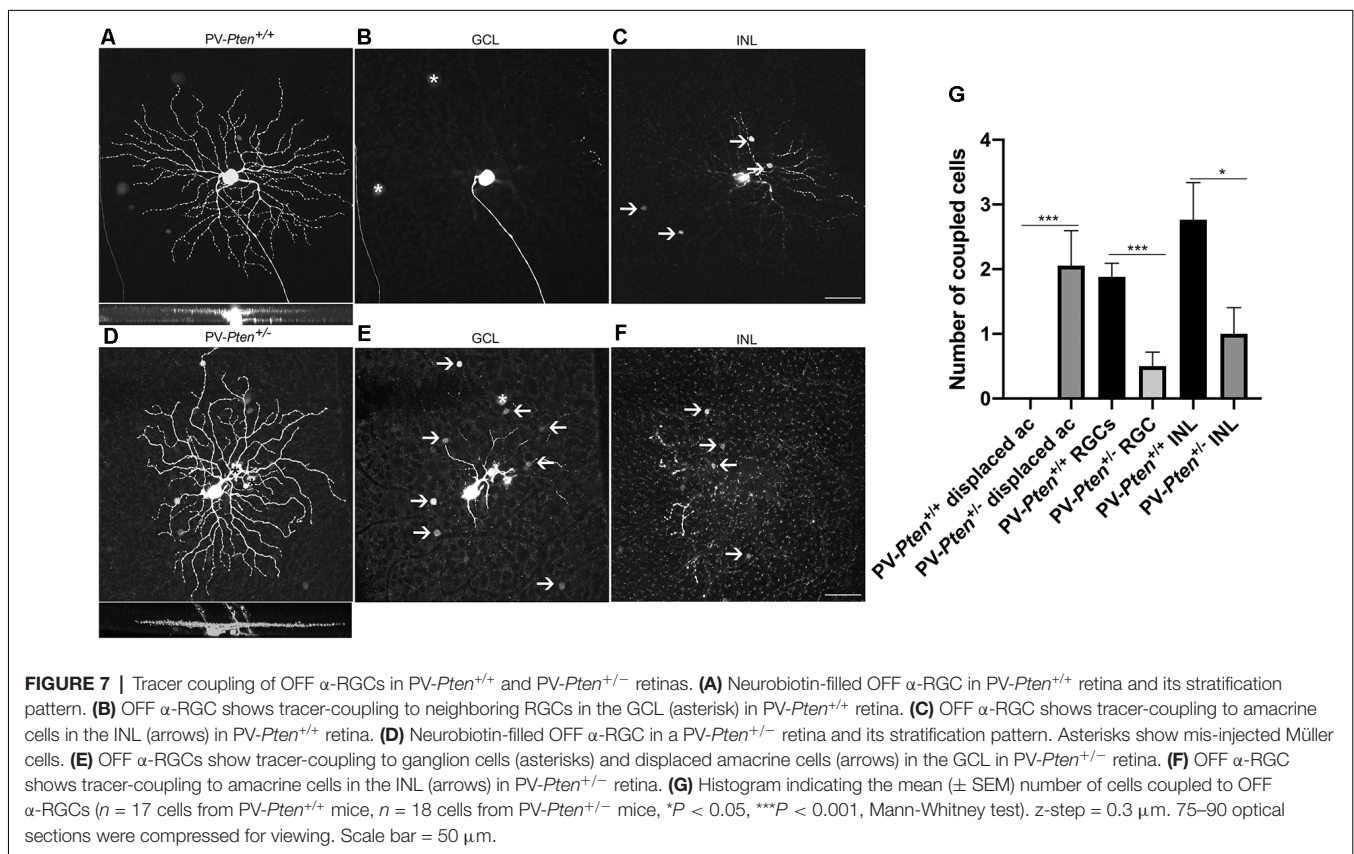 A
PV-Pten+/+
B
GCL
C
INL
*
*
D
PV-Pten+/-
E
GCL
*
F
INL
G
Number of coupled cells
4
3
2
1
0
***
***
*
PV-Pten+/+ displaced ac
PV-Pten+/- displaced ac
PV-Pten+/+ RGCs
PV-Pten+/- RGC
PV-Pten+/+ INL
PV-Pten+/- INL
FIGURE 7 | Tracer coupling of OFF α-RGCs in PV-Pten+/+ and PV-Pten+/− retinas. (A) Neurobiotin-filled OFF α-RGC in PV-Pten+/+ retina and its stratification
pattern. (B) OFF α-RGC shows tracer-coupling to neighboring RGCs in the GCL (asterisk) in PV-Pten+/+ retina. (C) OFF α-RGC shows tracer-coupling to amacrine
cells in the INL (arrows) in PV-Pten+/+ retina. (D) Neurobiotin-filled OFF α-RGC in a PV-Pten+/− retina and its stratification pattern. Asterisks show mis-injected Müller
cells. (E) OFF α-RGCs show tracer-coupling to ganglion cells (asterisks) and displaced amacrine cells (arrows) in the GCL in PV-Pten+/− retina. (F) OFF α-RGC
shows tracer-coupling to amacrine cells in the INL (arrows) in PV-Pten+/− retina. (G) Histogram indicating the mean (± SEM) number of cells coupled to OFF
α-RGCs (n = 17 cells from PV-Pten+/+ mice, n = 18 cells from PV-Pten+/− mice, *P < 0.05, ***P < 0.001, Mann-Whitney test). z-step = 0.3 μm. 75–90 optical
sections were compressed for viewing. Scale bar = 50 μm.